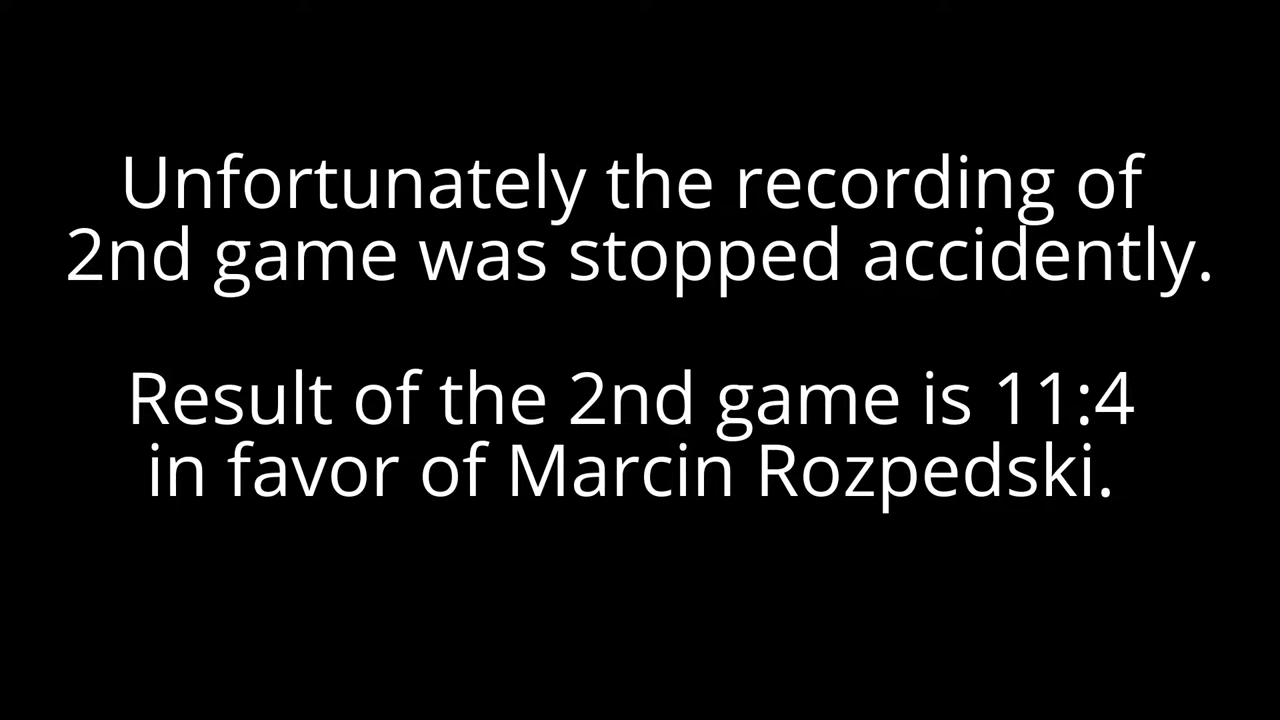 Unfortunately the recording of
2nd game was stopped accidently.
Result of the 2nd game is 11:4
in favor of Marcin Rozpedski.